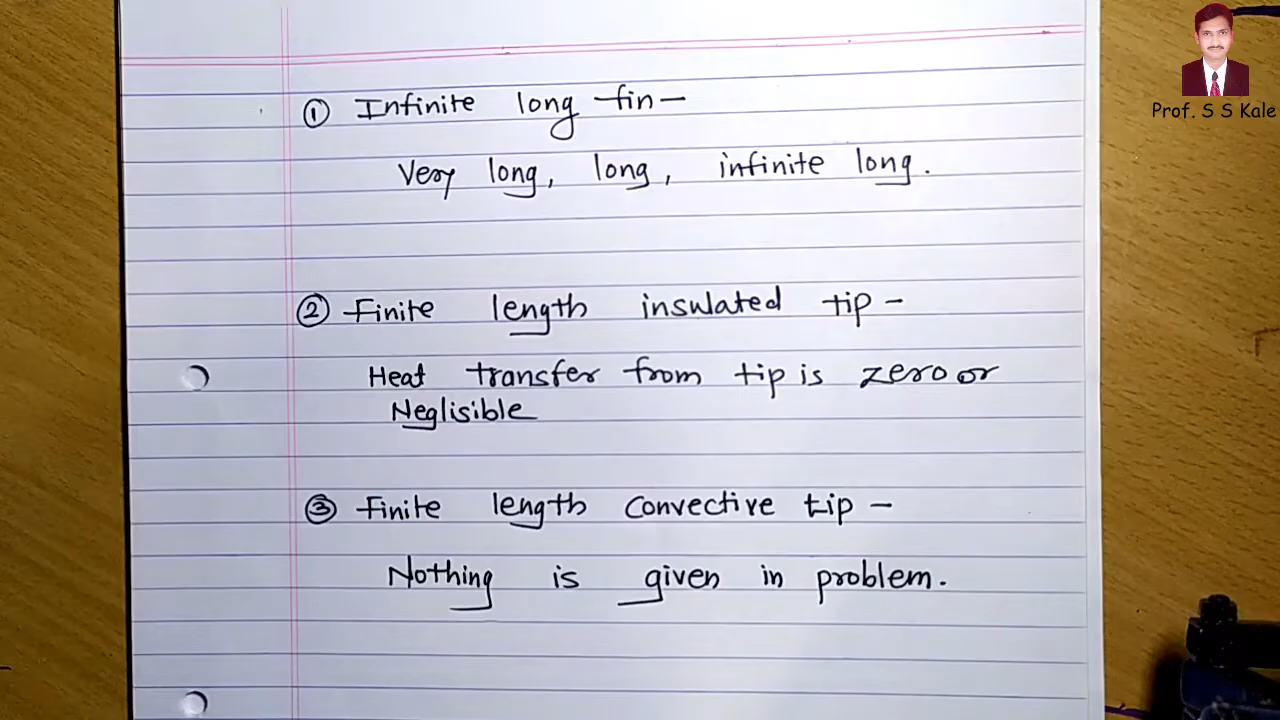 Prof. S S Kale
① Infinite long fin-
Very long, long, infinite long.
② Finite length insulated tip-
Heat transfer from tip is zero or
Neglisible
③ Finite length convective tip-
Nothing is given in problem.